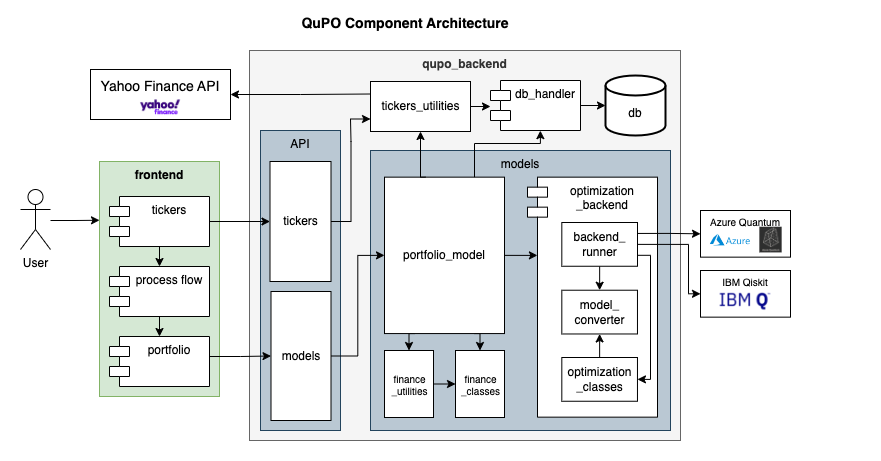 QuPO Component Architecture
qupo_backend
Yahoo Finance API
yahoo!
finance
tickers_utilities
db_handler
db
API
models
frontend
tickers
tickers
optimization
_backend
User
backend_
runner
Azure Quantum
Azure
portfolio_model
process flow
IBM Qiskit
IBM Q
model_
converter
portfolio
models
finance
_utilities
finance
_classes
optimization
_classes